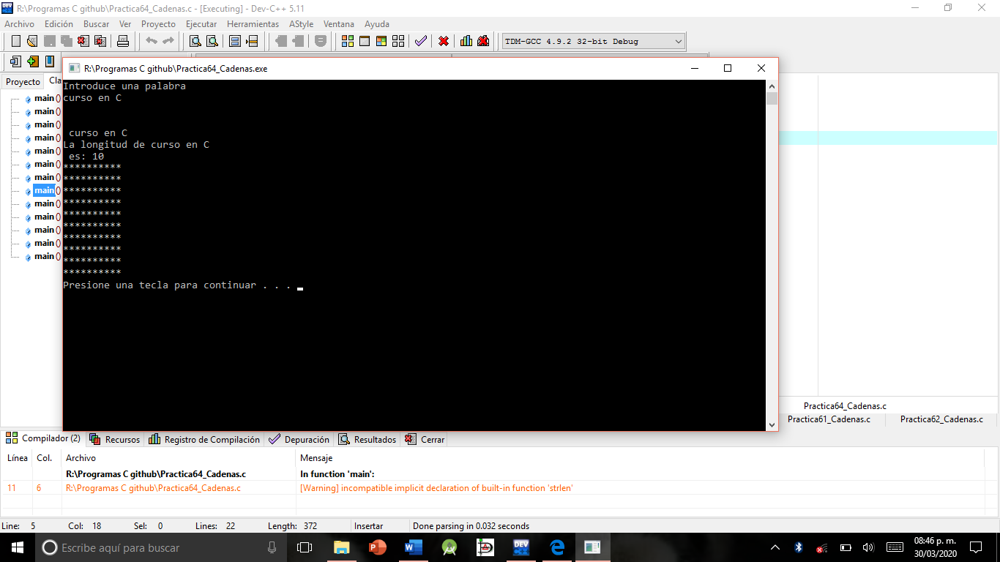 R:\Programas C github\Practica64_Cadenas.c - [Executing] - Dev-C++ 5.11
Archivo Edición Buscar Ver Proyecto Ejecutar Herramientas AStyle Ventana Ayuda
TDM-GCC 4.9.2 32-bit Debug
R:\Programas C github\Practica64_Cadenas.exe
Proyecto Cla
main ()
main ()
main ()
main ()
main ()
main ()
main ()
main ()
main ()
main ()
main ()
main ()
main ()
Introduce una palabra
curso en C
curso en C
La longitud de curso en C
es: 10
**********
**********
**********
**********
**********
**********
**********
**********
**********
**********
Presione una tecla para continuar . . .
Practica64_Cadenas.c
Practica61_Cadenas.c Practica62_Cadenas.c
Compilador (2) Recursos Registro de Compilación Depuración Resultados Cerrar
Línea Col. Archivo Mensaje
R:\Programas C github\Practica64_Cadenas.c In function 'main':
11 6 R:\Programas C github\Practica64_Cadenas.c [Warning] incompatible implicit declaration of built-in function 'strlen'
Line: 5 Col: 18 Sel: 0 Lines: 22 Length: 372 Insertar Done parsing in 0.032 seconds
Escribe aquí para buscar
08:46 p. m.
30/03/2020